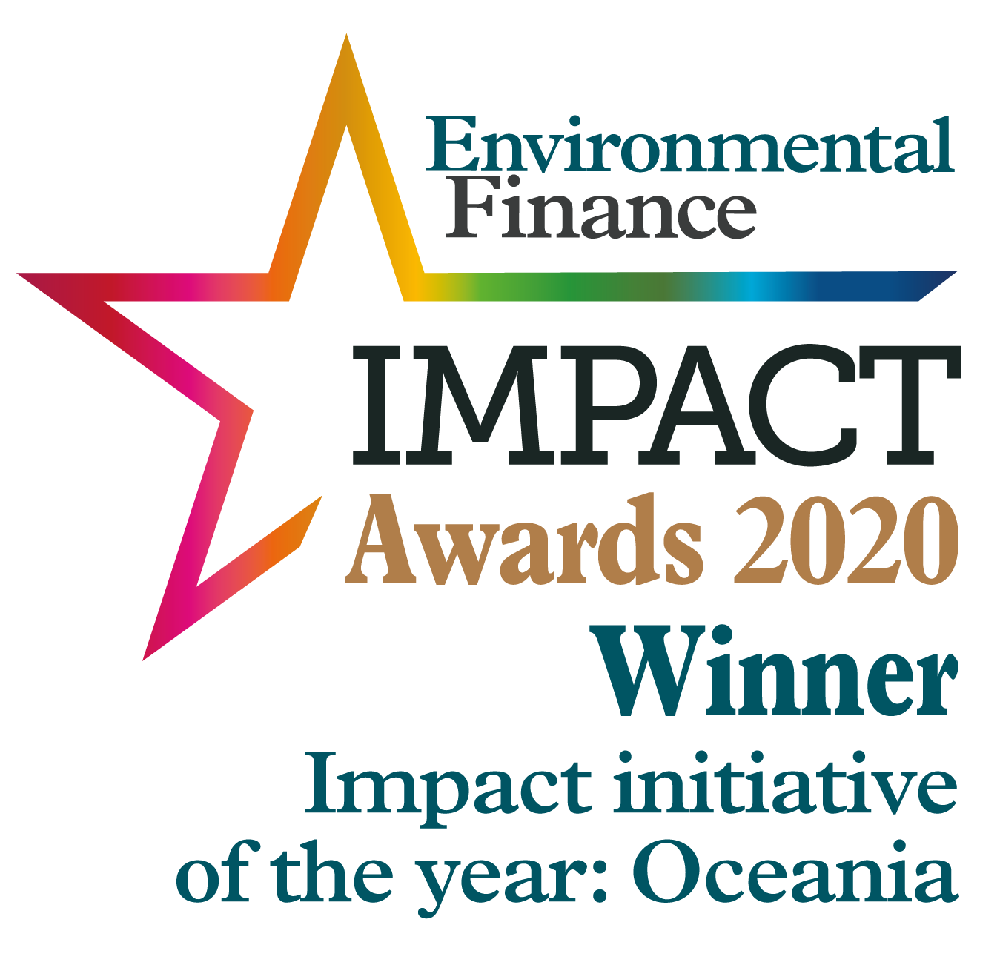 Environmental
Finance
IMPACT
Awards 2020
Winner
Impact initiative
of the year: Oceania